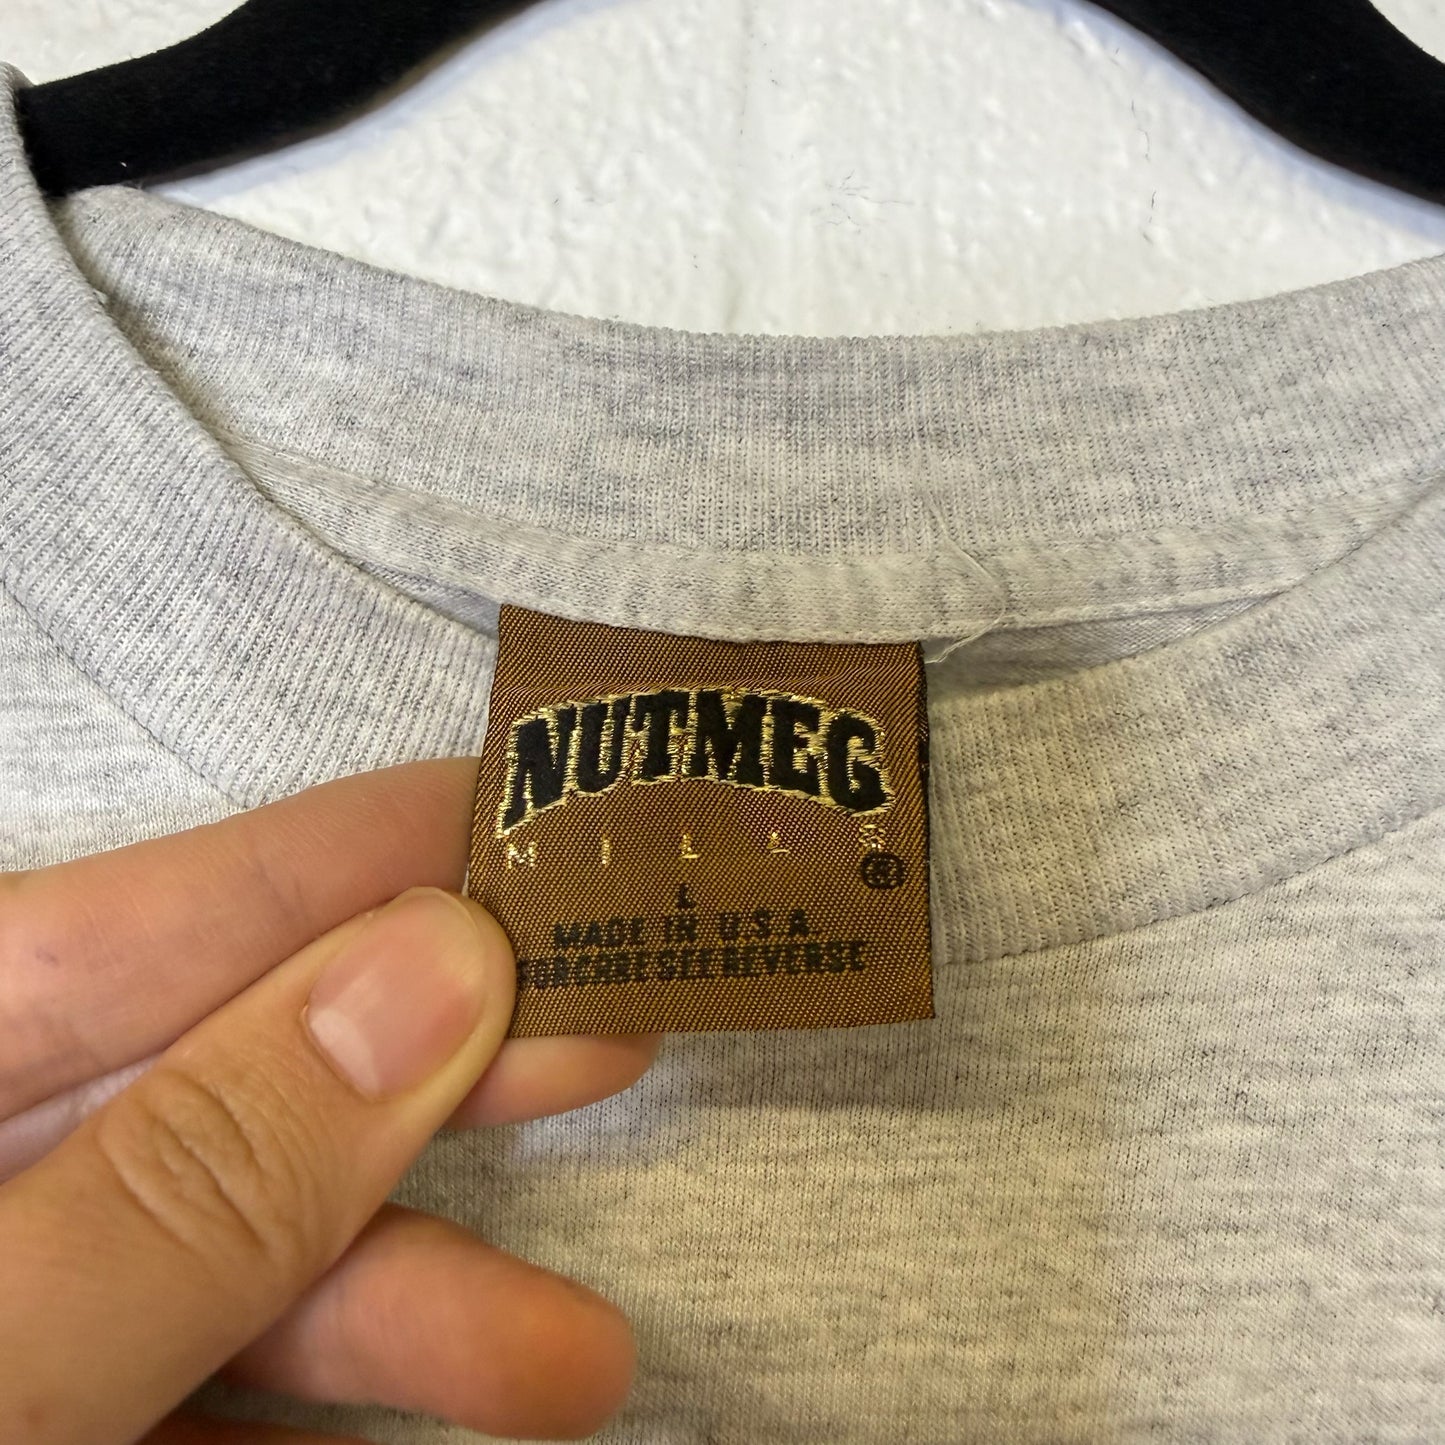 NUTMEG
MILLS®
L
MADE IN U.S.A.
FOR CARE SEE REVERSE